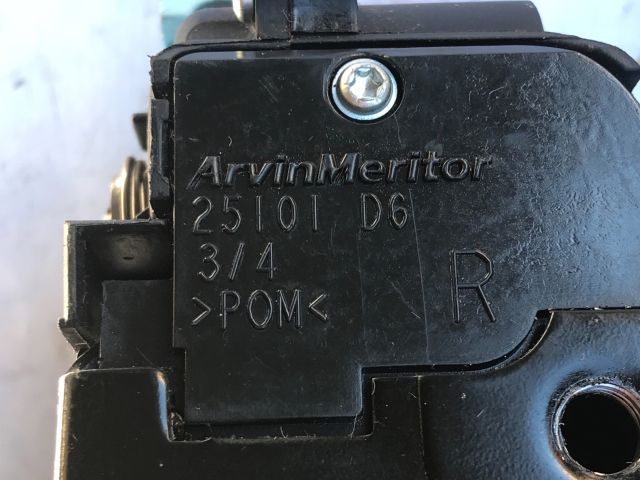 ArvinMeritor
25101 D6
3/4
>POM<
R